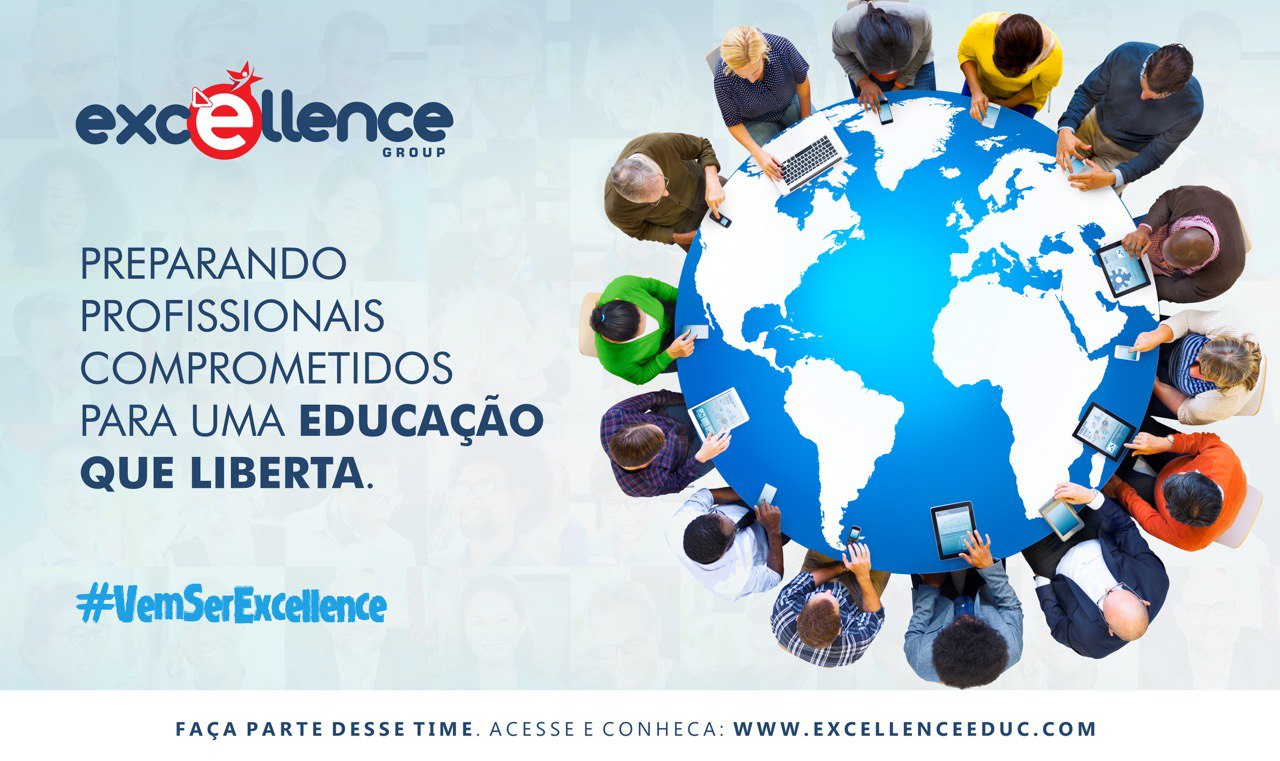 excellence
GROUP
PREPARANDO
PROFISSIONAIS
COMPROMETIDOS
PARA UMA EDUCAÇÃO
QUE LIBERTA.
#VemSerExcellence
FAÇA PARTE DESSE TIME. ACESSE E CONHECA: WWW.EXCELLENCEEDUC.COM